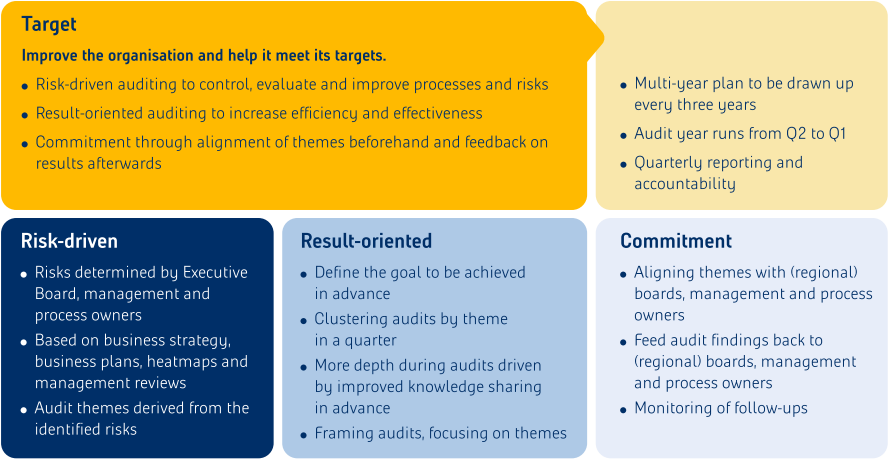 Target
Improve the organisation and help it meet its targets.
• Risk-driven auditing to control, evaluate and improve processes and risks
• Result-oriented auditing to increase efficiency and effectiveness
• Commitment through alignment of themes beforehand and feedback on
results afterwards
• Multi-year plan to be drawn up
every three years
• Audit year runs from Q2 to Q1
• Quarterly reporting and
accountability
Risk-driven
• Risks determined by Executive
Board, management and
process owners
• Based on business strategy,
business plans, heatmaps and
management reviews
• Audit themes derived from the
identified risks
Result-oriented
• Define the goal to be achieved
in advance
• Clustering audits by theme
in a quarter
• More depth during audits driven
by improved knowledge sharing
in advance
• Framing audits, focusing on themes
Commitment
• Aligning themes with (regional)
boards, management and process
owners
• Feed audit findings back to
(regional) boards, management
and process owners
• Monitoring of follow-ups